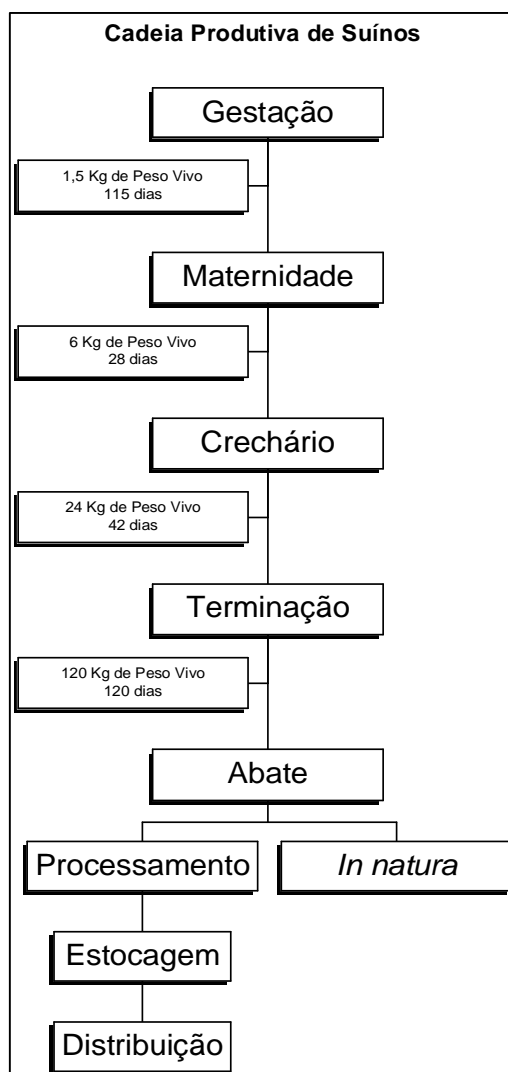 Cadeia Produtiva de Suínos
Gestação
1,5 Kg de Peso Vivo
115 dias
Maternidade
6 Kg de Peso Vivo
28 dias
Crechário
24 Kg de Peso Vivo
42 dias
Terminação
120 Kg de Peso Vivo
120 dias
Abate
Processamento
In natura
Estocagem
Distribuição